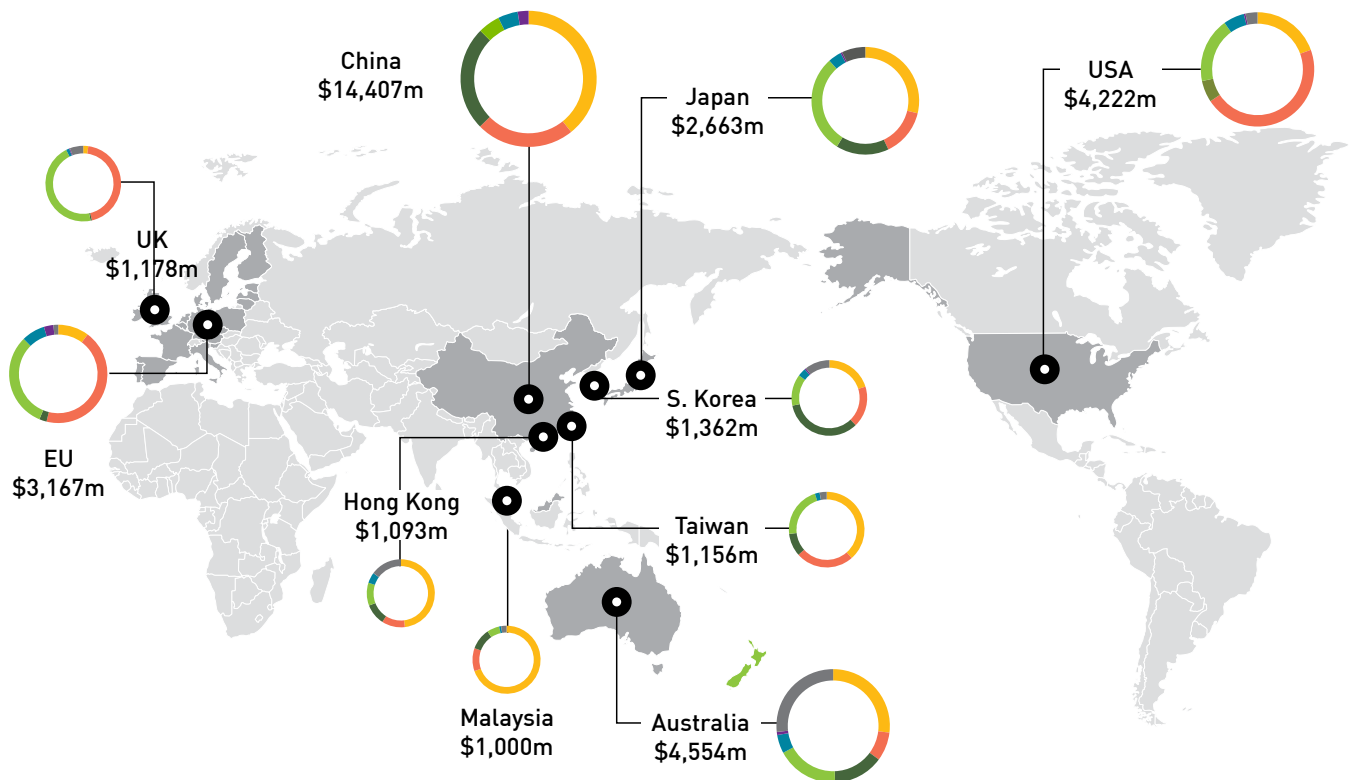 China
$14,407m
Japan
$2,663m
USA
$4,222m
UK
$1,178m
EU
$3,167m
S. Korea
$1,362m
Hong Kong
$1,093m
Taiwan
$1,156m
Malaysia
$1,000m
Australia
$4,554m